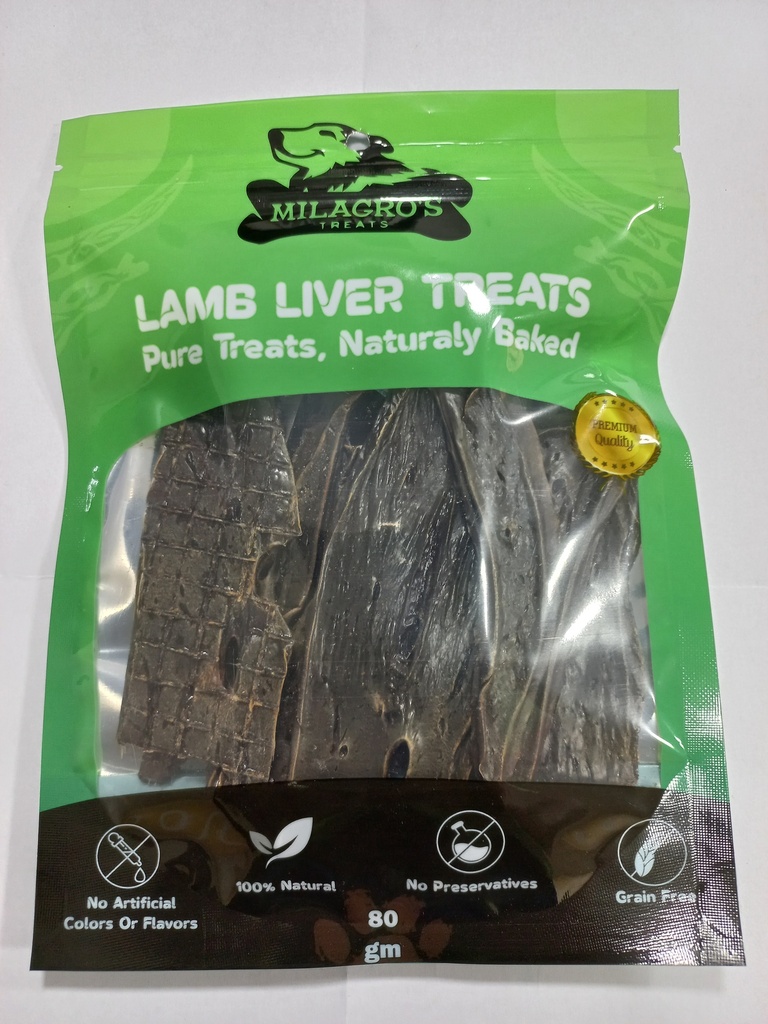 MILAGRO'S
TREATS
LAMB LIVER TREATS
Pure Treats, Naturaly Baked
PREMIUM
Quality
No Artificial
Colors Or Flavors
100% Natural
No Preservatives
Grain Free
80
gm